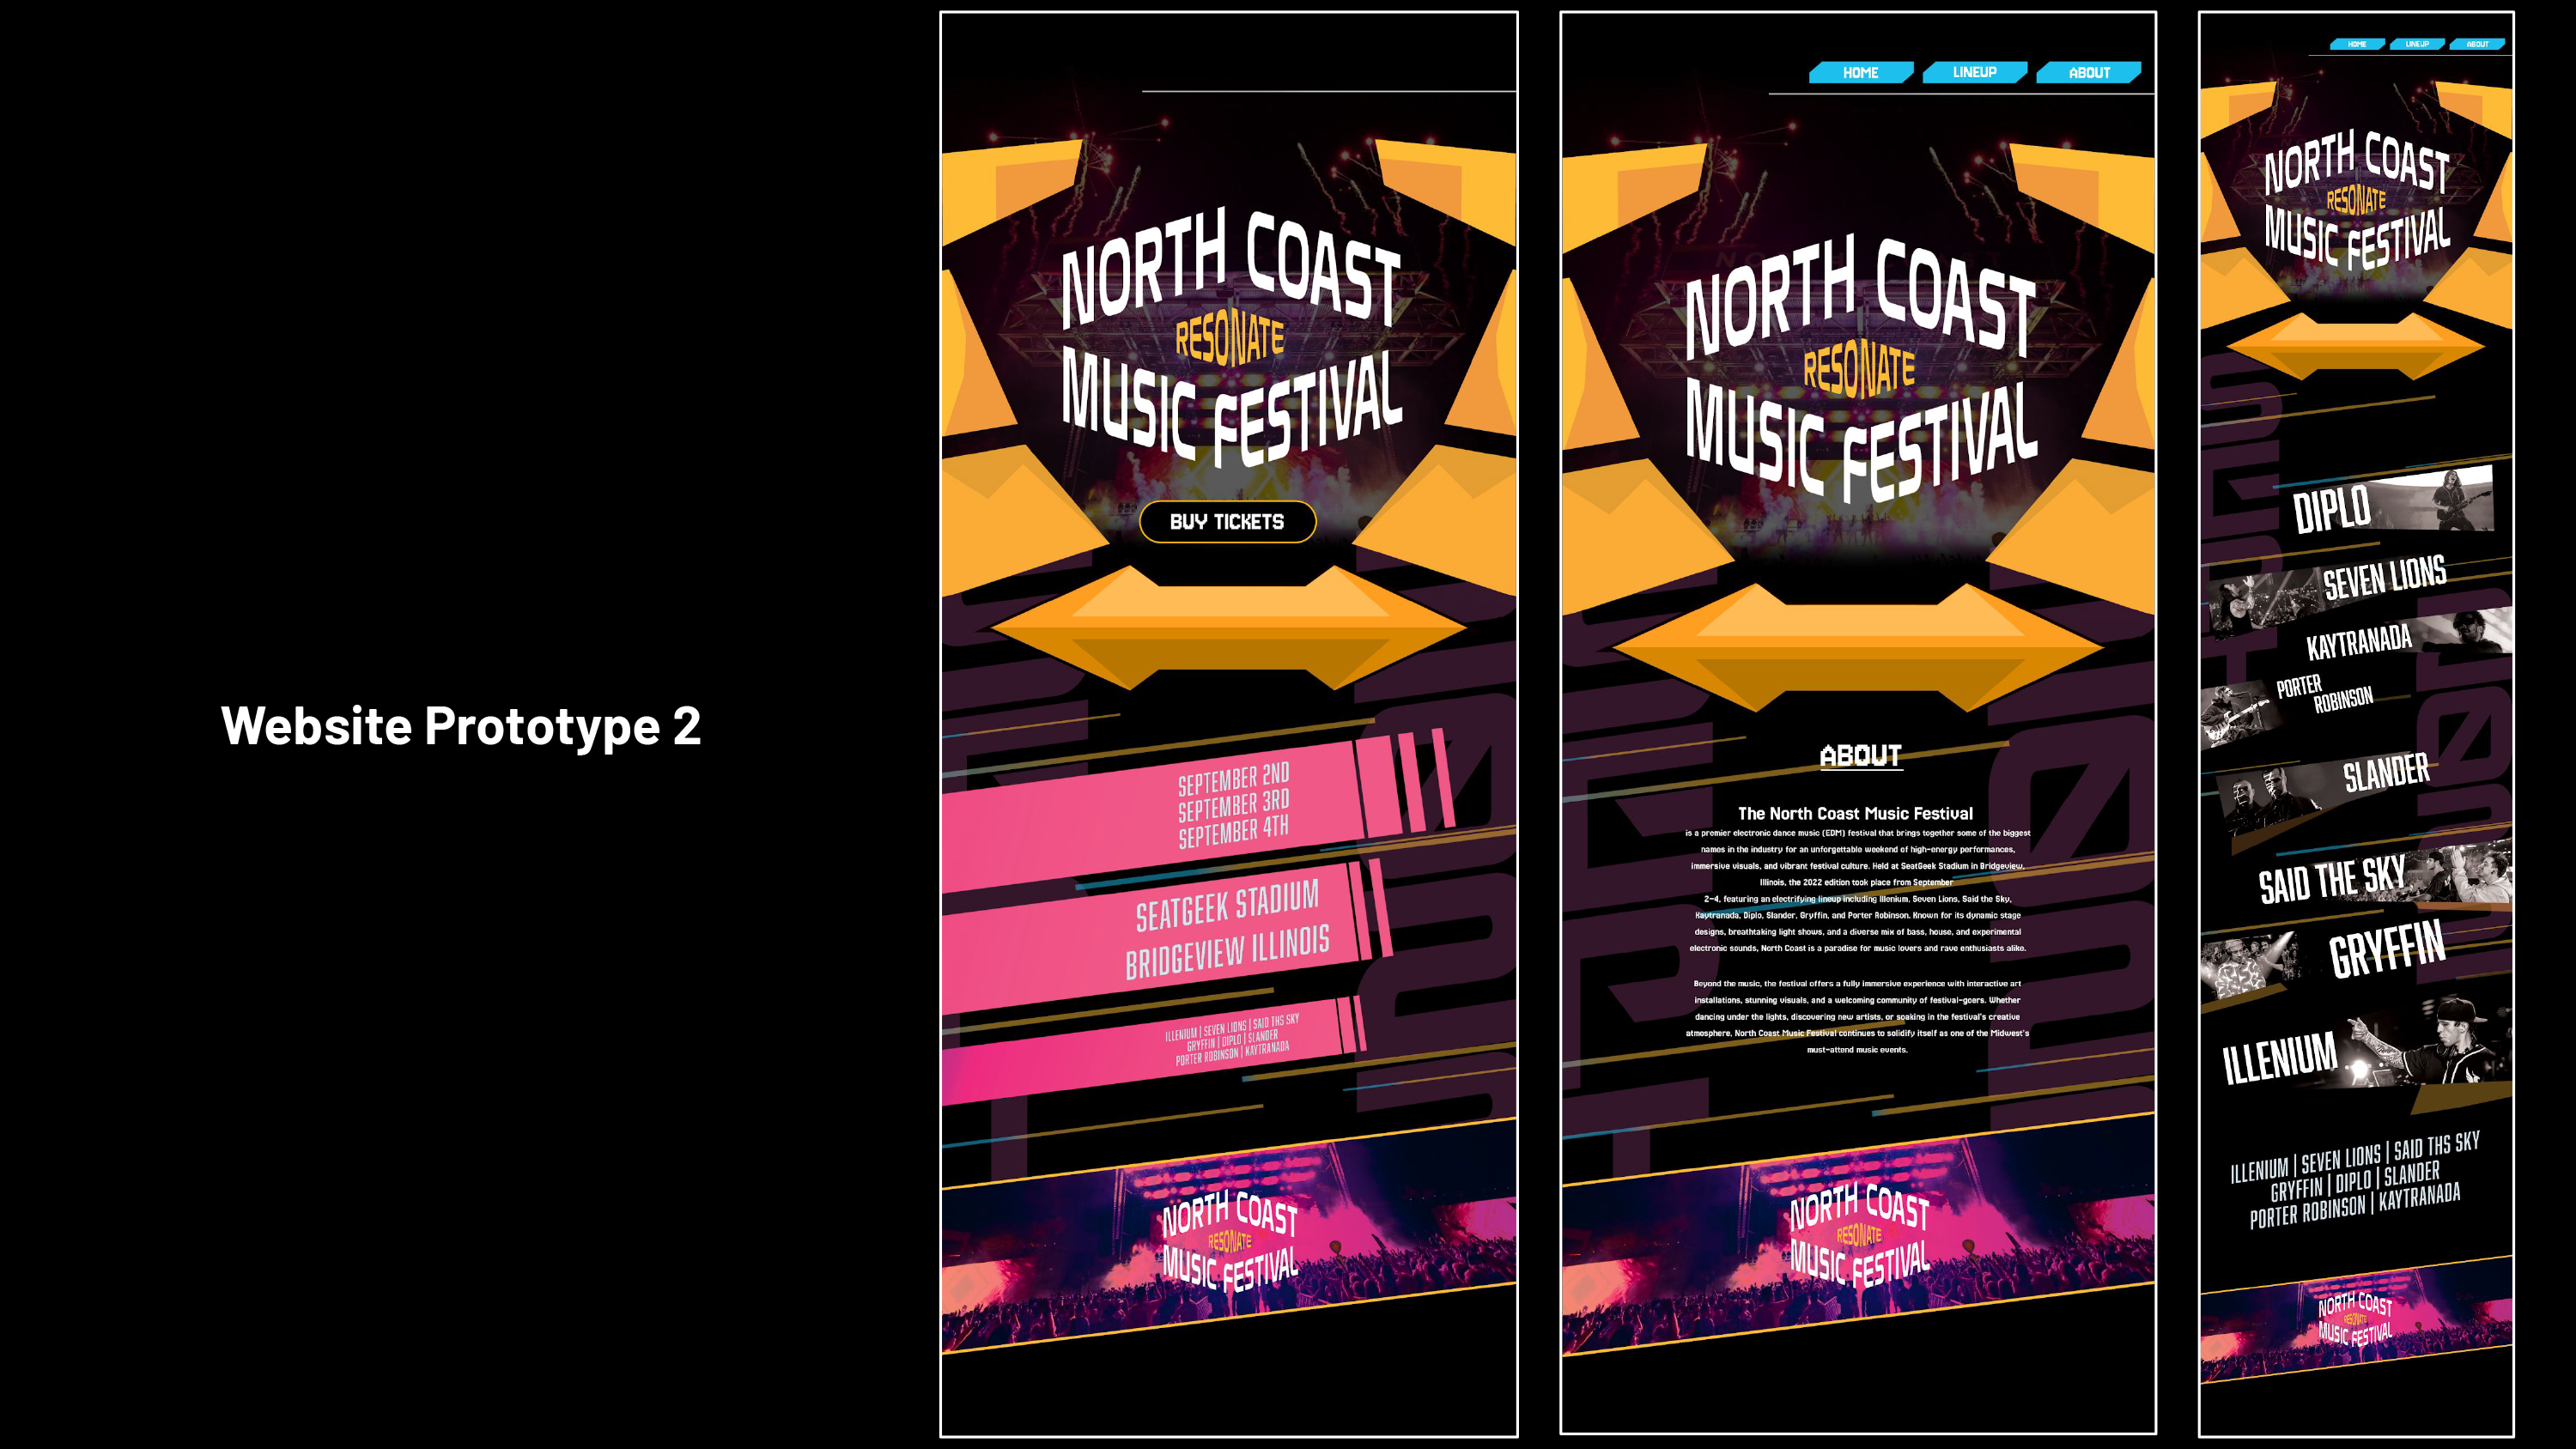 Website Prototype 2
NORTH COAST
RESONATE
MUSIC FESTIVAL
BUY TICKETS
SEPTEMBER 2ND
SEPTEMBER 3RD
SEPTEMBER 4TH
SEATGEEK STADIUM
BRIDGEVIEW ILLINOIS
ILLENIUM | SEVEN LIONS | SAID THS SKY
GRYFFIN | DIPLO | SLANDER
PORTER ROBINSON | KAYTRANADA
NORTH COAST
RESONATE
MUSIC FESTIVAL
HOME LINEUP ABOUT
NORTH COAST
RESONATE
MUSIC FESTIVAL
ABOUT
The North Coast Music Festival
is a premier electronic dance music (EDM) festival that brings together some of the biggest
names in the industry for an unforgettable weekend of high-energy performances,
immersive visuals, and vibrant festival culture. Held at SeatGeek Stadium in Bridgeview,
Illinois, the 2022 edition took place from September
2-4, featuring an electrifying lineup including Illenium, Seven Lions, Said the Sky,
Kaytranada, Diplo, Slander, Gryffin, and Porter Robinson. Known for its dynamic stage
designs, breathtaking light shows, and a diverse mix of bass, house, and experimental
electronic sounds, North Coast is a paradise for music lovers and rave enthusiasts alike.
Beyond the music, the festival offers a fully immersive experience with interactive art
installations, stunning visuals, and a welcoming community of festival-goers. Whether
dancing under the lights, discovering new artists, or soaking in the festival's creative
atmosphere, North Coast Music Festival continues to solidify itself as one of the Midwest's
must-attend music events.
NORTH COAST
RESONATE
MUSIC FESTIVAL
HOME LINEUP ABOUT
NORTH COAST
RESONATE
MUSIC FESTIVAL
DIPLO
SEVEN LIONS
KAYTRANADA
PORTER
ROBINSON
SLANDER
SAID THE SKY
GRYFFIN
ILLENIUM
ILLENIUM | SEVEN LIONS | SAID THS SKY
GRYFFIN | DIPLO | SLANDER
PORTER ROBINSON | KAYTRANADA
NORTH COAST
RESONATE
MUSIC FESTIVAL